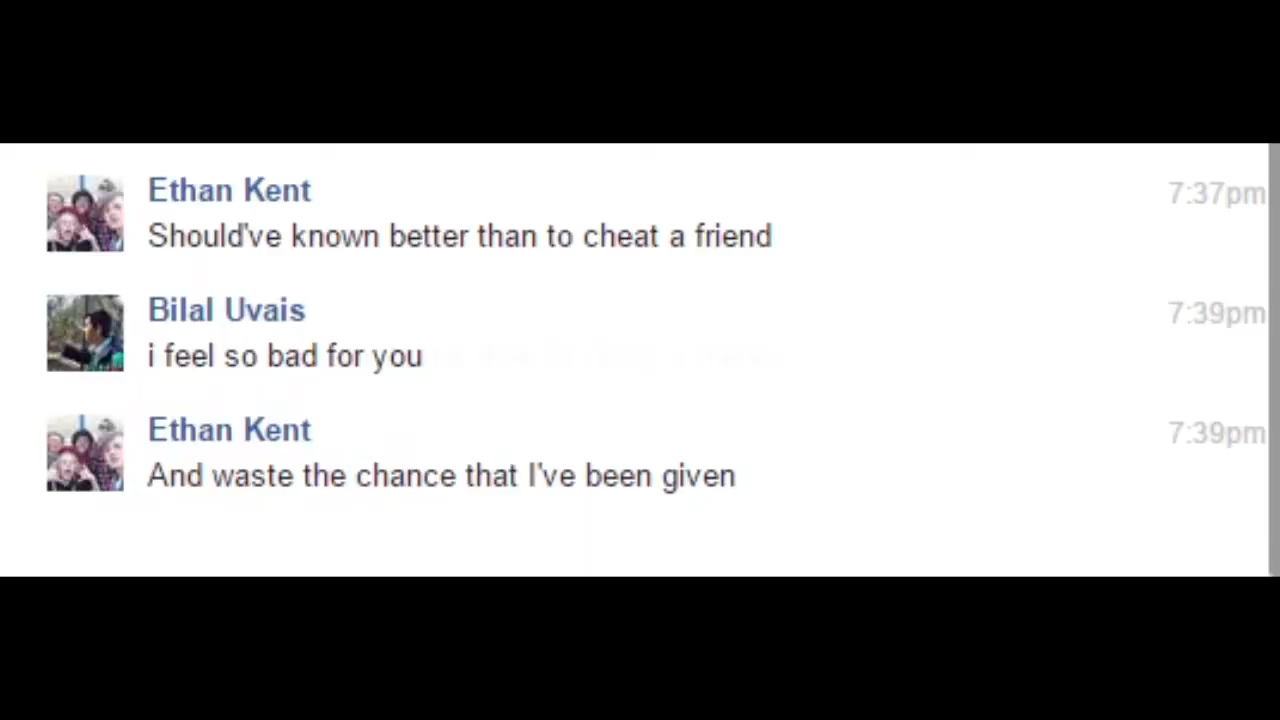 Ethan Kent
7:37pm
Should've known better than to cheat a friend
Bilal Uvais
7:39pm
i feel so bad for you
Ethan Kent
7:39pm
And waste the chance that I've been given